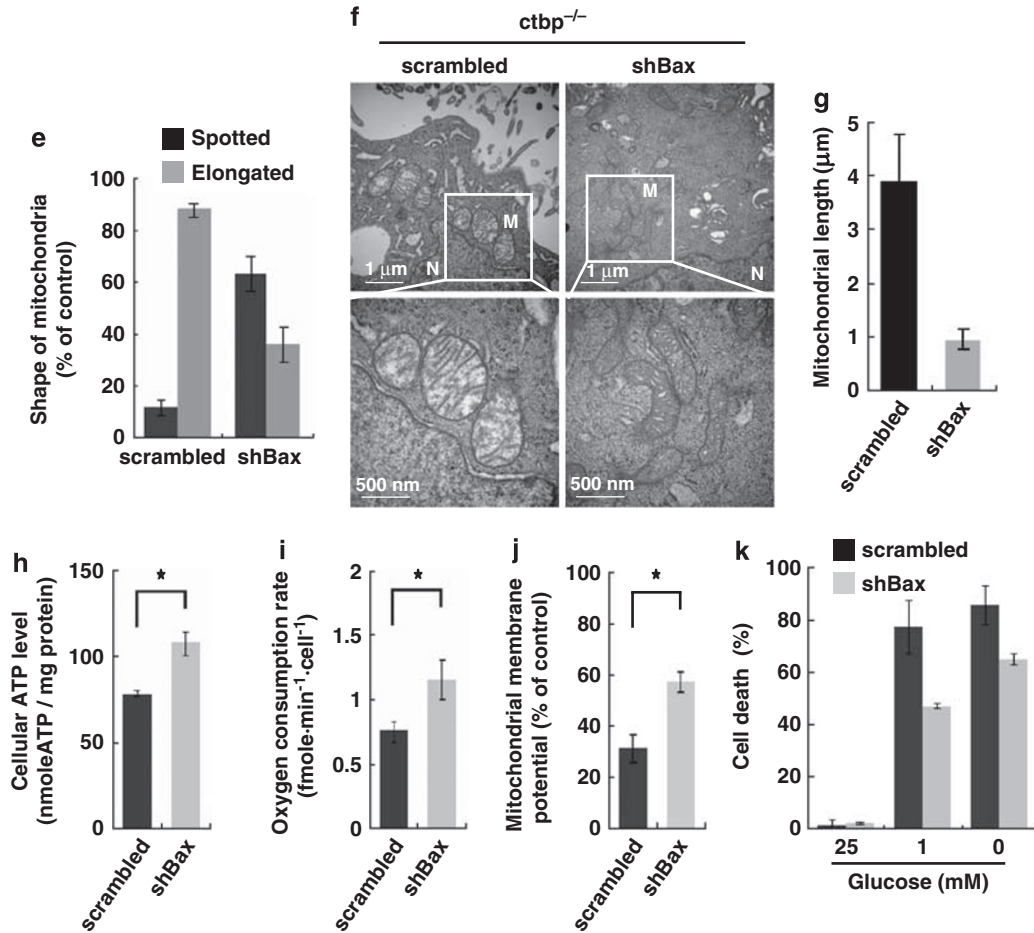 e
Spotted
Elongated
Shape of mitochondria
(% of control)
100
80
60
40
20
0
scrambled shBax
f
ctbp–/–
scrambled shBax
M
N
1 μm
M
N
1 μm
500 nm
500 nm
g
Mitochondrial length (μm)
5
4
3
2
1
0
scrambled
shBax
h
Cellular ATP level
(nmoleATP / mg protein)
150
100
50
0
*
scrambled
shBax
i
Oxygen consumption rate
(fmole·min–1·cell–1)
2
1.5
1
0.5
0
*
scrambled
shBax
j
Mitochondrial membrane
potential (% of control)
100
80
60
40
20
0
*
scrambled
shBax
k
scrambled
shBax
Cell death (%)
100
80
60
40
20
0
25 1 0
Glucose (mM)